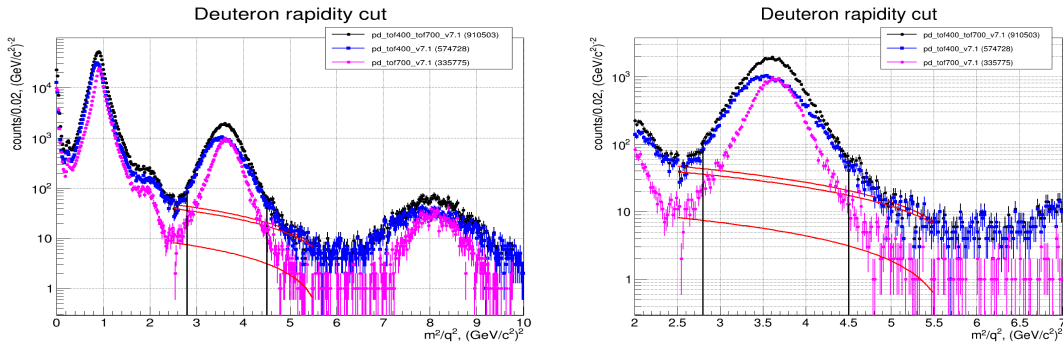 Deuteron rapidity cut
counts/0.02, (GeV/c²)⁻²
pd_tof400_tof700_v7.1 (910503)
pd_tof400_v7.1 (574728)
pd_tof700_v7.1 (335775)
10⁴
10³
10²
10
1
0 1 2 3 4 5 6 7 8 9 10
m²/q², (GeV/c²)²
Deuteron rapidity cut
counts/0.02, (GeV/c²)⁻²
pd_tof400_tof700_v7.1 (910503)
pd_tof400_v7.1 (574728)
pd_tof700_v7.1 (335775)
10³
10²
10
1
2 2.5 3 3.5 4 4.5 5 5.5 6 6.5 7
m²/q², (GeV/c²)²